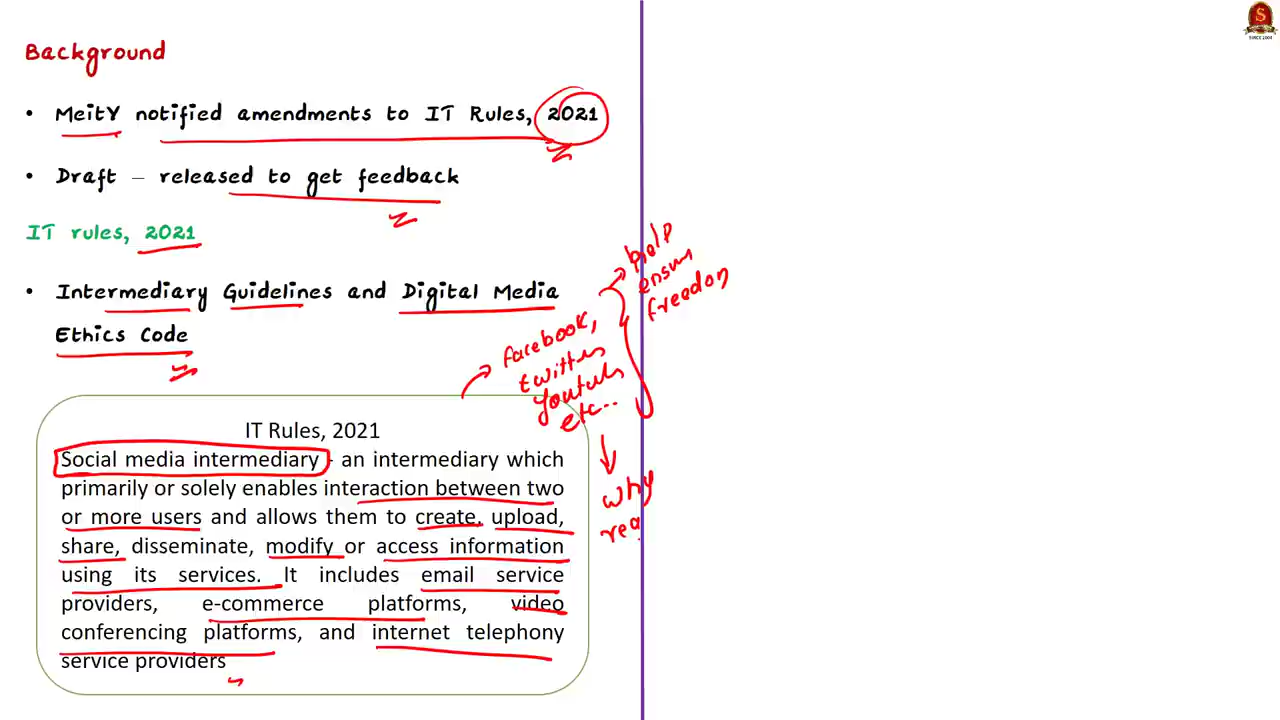 Background
• MeitY notified amendments to IT Rules, 2021
• Draft – released to get feedback
IT rules, 2021
• Intermediary Guidelines and Digital Media
Ethics Code
IT Rules, 2021
Social media intermediary - an intermediary which
primarily or solely enables interaction between two
or more users and allows them to create, upload,
share, disseminate, modify or access information
using its services. It includes email service
providers, e-commerce platforms, video
conferencing platforms, and internet telephony
service providers
facebook,
twitter
youtube
etc...
help
ensure
freedom
why
reg
S
SINCE 2004